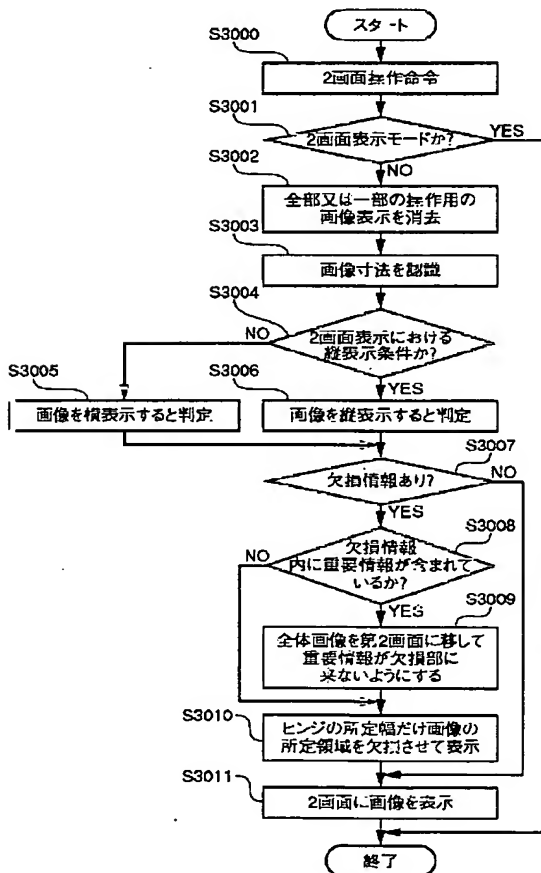 スタート
S3000
2画面操作命令
S3001
2画面表示モードか?
YES
NO
S3002
全部又は一部の操作用の
画像表示を消去
S3003
画像寸法を認識
S3004
2画面表示における
縦表示条件か?
NO
YES
S3005
画像を横表示すると判定
S3006
画像を縦表示すると判定
S3007
欠損情報あり?
NO
YES
S3008
欠損情報
内に重要情報が含まれて
いるか?
NO
YES
S3009
全体画像を第2画面に移して
重要情報が欠損部に
来ないようにする
S3010
ヒンジの所定幅だけ画像の
所定領域を欠損させて表示
S3011
2画面に画像を表示
終了